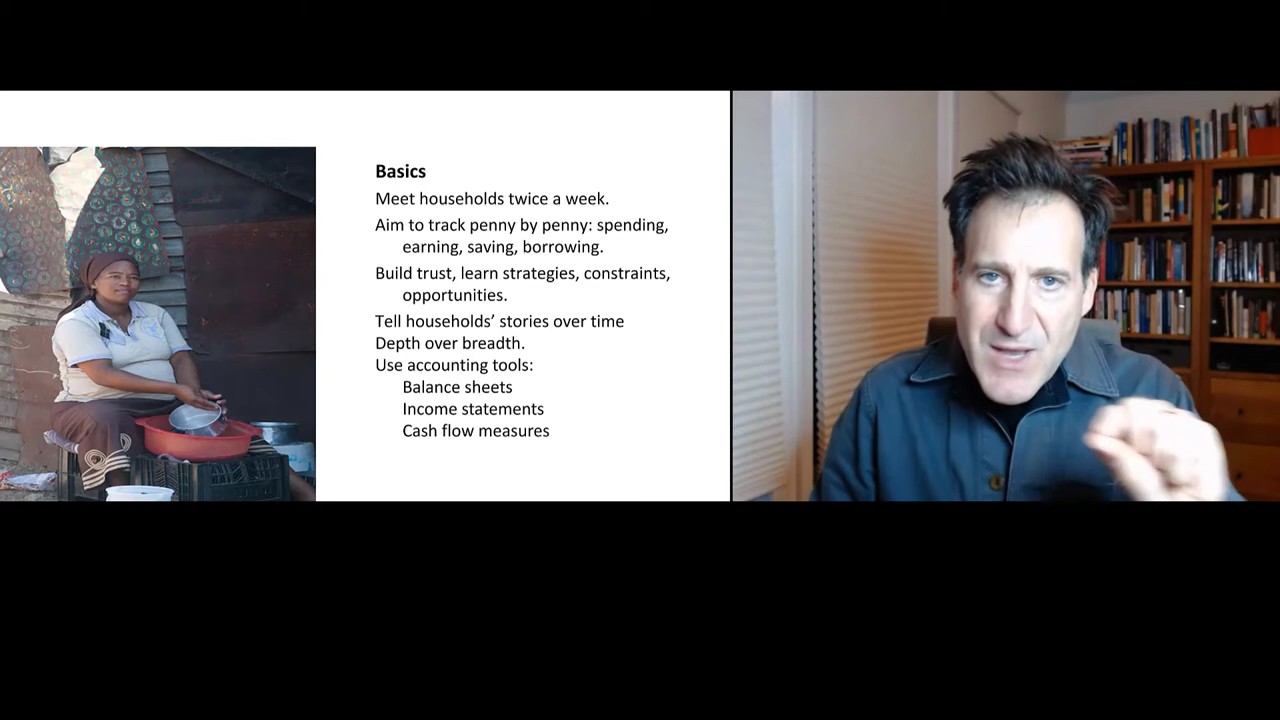 Basics
Meet households twice a week.
Aim to track penny by penny: spending,
earning, saving, borrowing.
Build trust, learn strategies, constraints,
opportunities.
Tell households’ stories over time
Depth over breadth.
Use accounting tools:
Balance sheets
Income statements
Cash flow measures